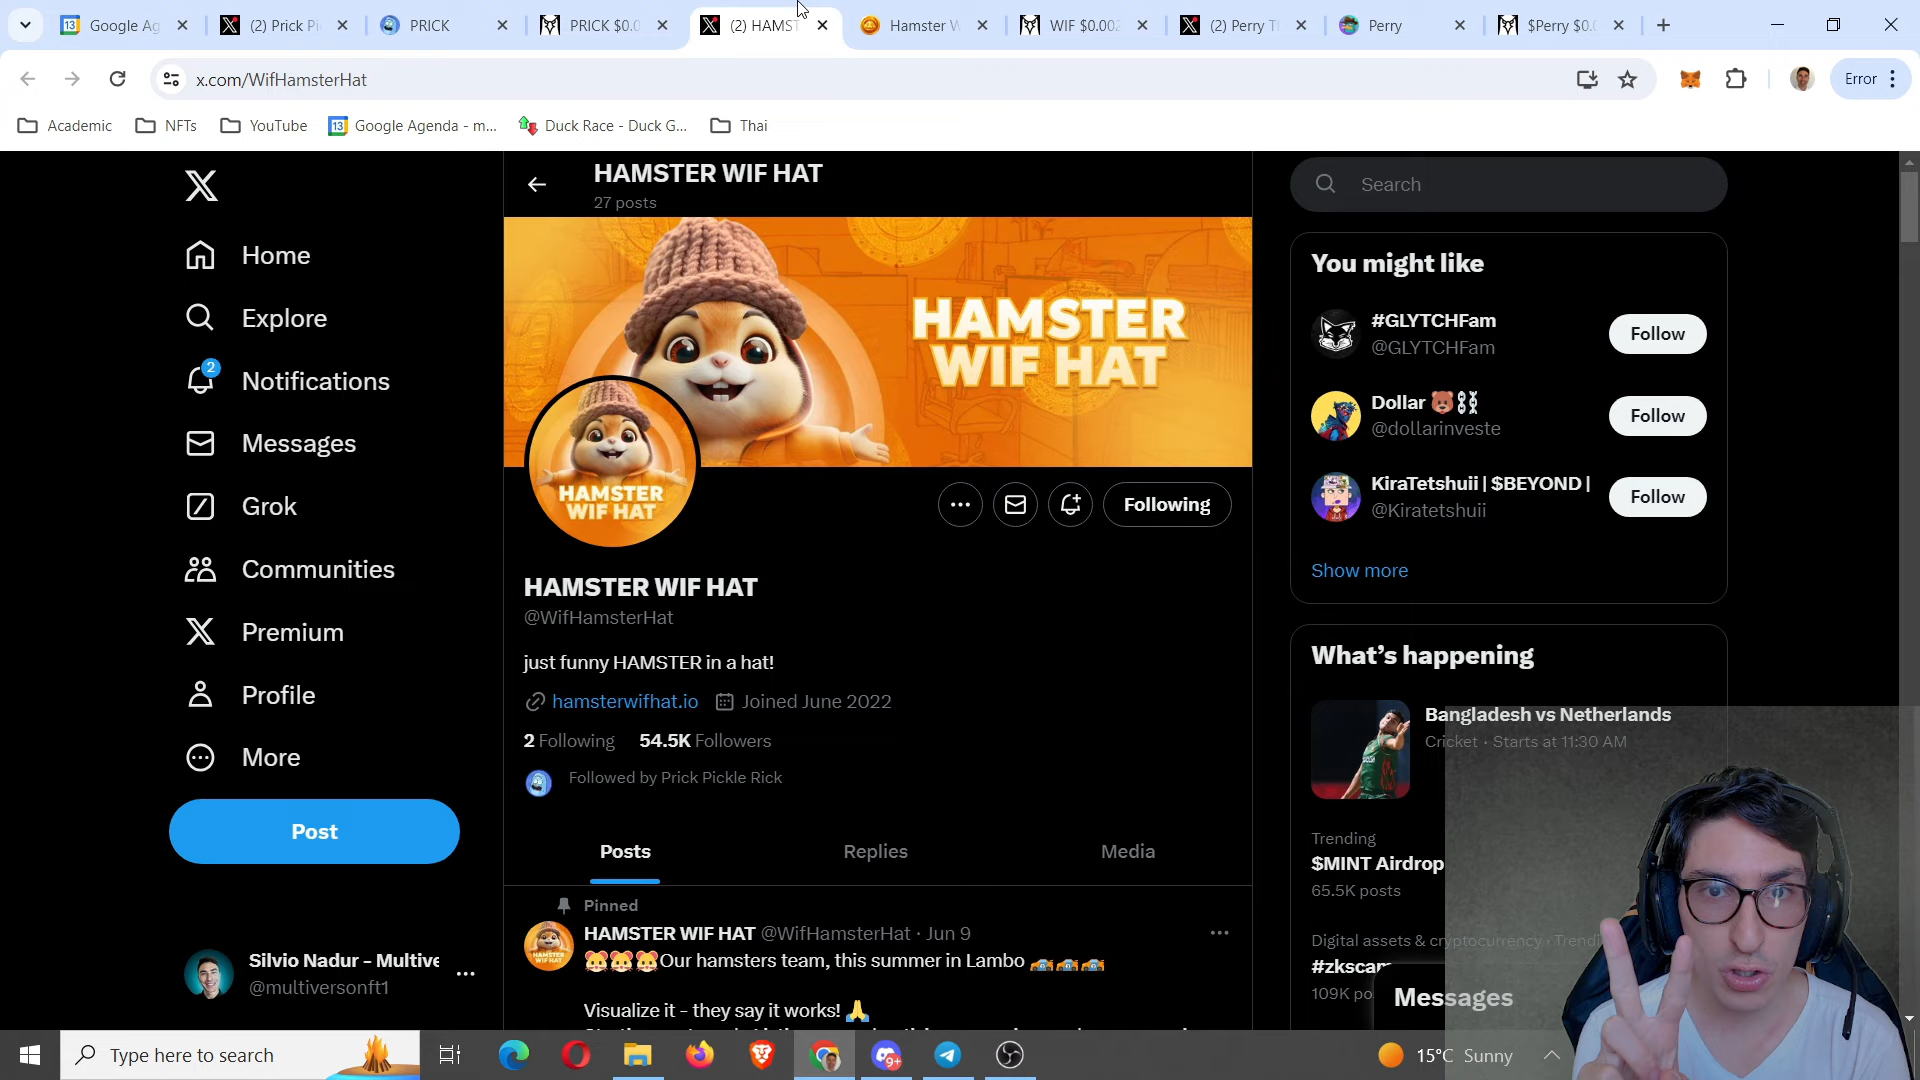 Google Ag
(2) Prick Pi
PRICK
PRICK $0.0
(2) HAMST
Hamster W
WIF $0.002
(2) Perry Th
Perry
$Perry $0.0
x.com/WifHamsterHat
Error
Academic
NFTs
YouTube
Google Agenda - m...
Duck Race - Duck G...
Thai
HAMSTER WIF HAT
27 posts
Search
Home
Explore
2
Notifications
Messages
Grok
Communities
Premium
Profile
More
Post
Silvio Nadur - Multive
@multiversonft1
HAMSTER
WIF HAT
HAMSTER
WIF HAT
Following
HAMSTER WIF HAT
@WifHamsterHat
just funny HAMSTER in a hat!
hamsterwifhat.io Joined June 2022
2 Following 54.5K Followers
Followed by Prick Pickle Rick
Posts Replies Media
Pinned
HAMSTER WIF HAT @WifHamsterHat · Jun 9
🐹🐹🐹Our hamsters team, this summer in Lambo 🚘🚘🚘
Visualize it - they say it works! 🙏
You might like
#GLYTCHFam
@GLYTCHFam
Follow
Dollar 🐻⛓⛓
@dollarinveste
Follow
KiraTetshuii | $BEYOND |
@Kiratetshuii
Follow
Show more
What's happening
Bangladesh vs Netherlands
Cricket · Starts at 11:30 AM
Trending
$MINT Airdrop
65.5K posts
Digital assets & cryptocurrency · Trendi
#zkscam
109K po
Messages
Type here to search
9+
15°C Sunny